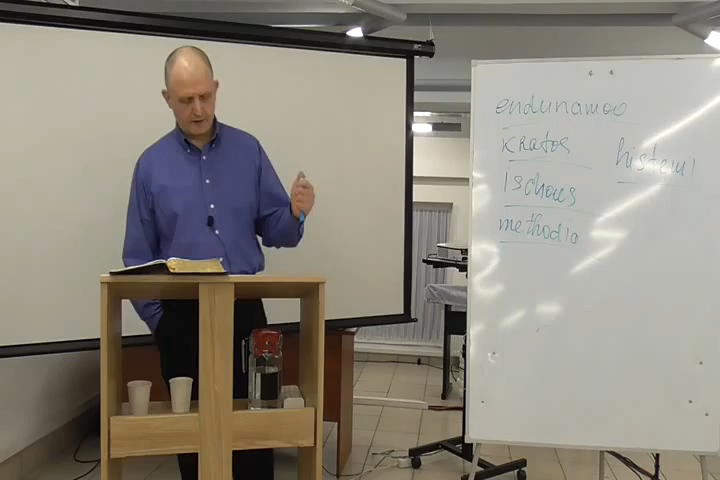 endunamoo
kratos
histemi
Ischous
methodia